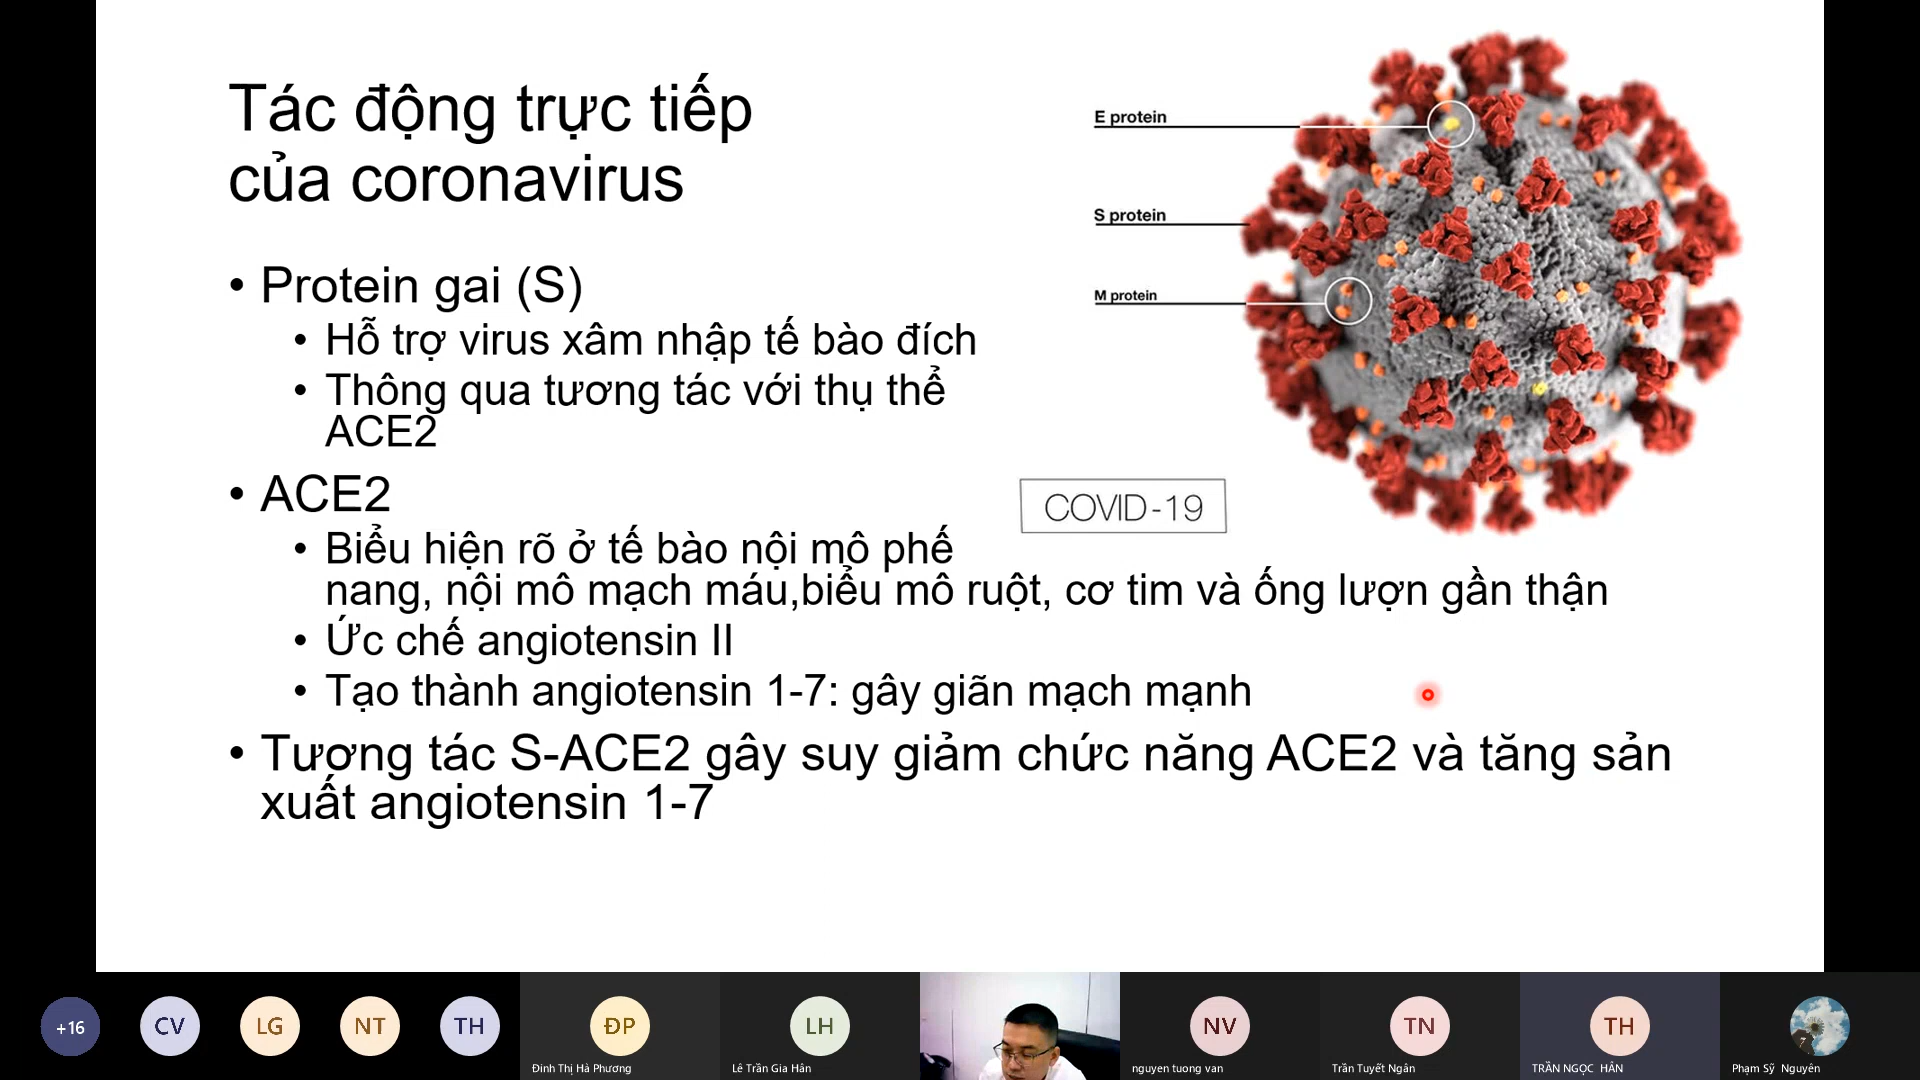 Tác động trực tiếp
của coronavirus
E protein
S protein
M protein
• Protein gai (S)
• Hỗ trợ virus xâm nhập tế bào đích
• Thông qua tương tác với thụ thể
ACE2
COVID-19
• ACE2
• Biểu hiện rõ ở tế bào nội mô phế
nang, nội mô mạch máu,biểu mô ruột, cơ tim và ống lượn gần thận
• Ức chế angiotensin II
• Tạo thành angiotensin 1-7: gây giãn mạch mạnh
• Tương tác S-ACE2 gây suy giảm chức năng ACE2 và tăng sản
xuất angiotensin 1-7
+16
CV
LG
NT
TH
ĐP
Đinh Thị Hà Phương
LH
Lê Trần Gia Hân
NV
nguyen tuong van
TN
Trần Tuyết Ngân
TH
TRẦN NGỌC HÂN
Phạm Sỹ Nguyên